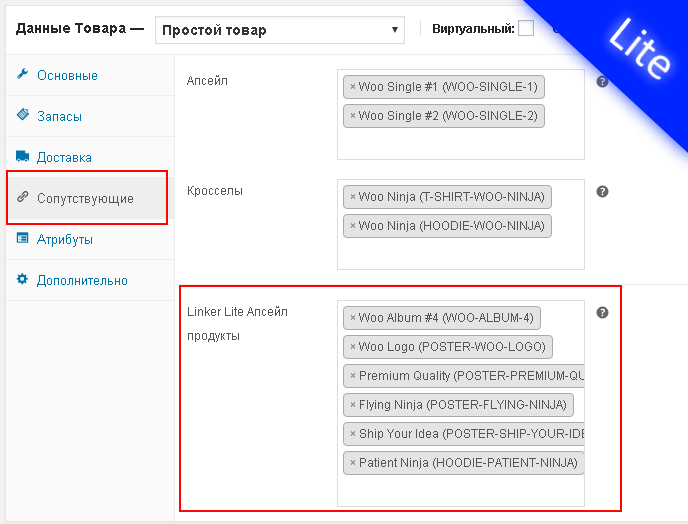 Данные Товара —
Простой товар
Виртуальный:
Lite
Основные
Запасы
Доставка
Сопутствующие
Атрибуты
Дополнительно
Апсейл
× Woo Single #1 (WOO-SINGLE-1)
× Woo Single #2 (WOO-SINGLE-2)
Кросселы
× Woo Ninja (T-SHIRT-WOO-NINJA)
× Woo Ninja (HOODIE-WOO-NINJA)
Linker Lite Апсейл
продукты
× Woo Album #4 (WOO-ALBUM-4)
× Woo Logo (POSTER-WOO-LOGO)
× Premium Quality (POSTER-PREMIUM-QU
× Flying Ninja (POSTER-FLYING-NINJA)
× Ship Your Idea (POSTER-SHIP-YOUR-IDE
× Patient Ninja (HOODIE-PATIENT-NINJA)